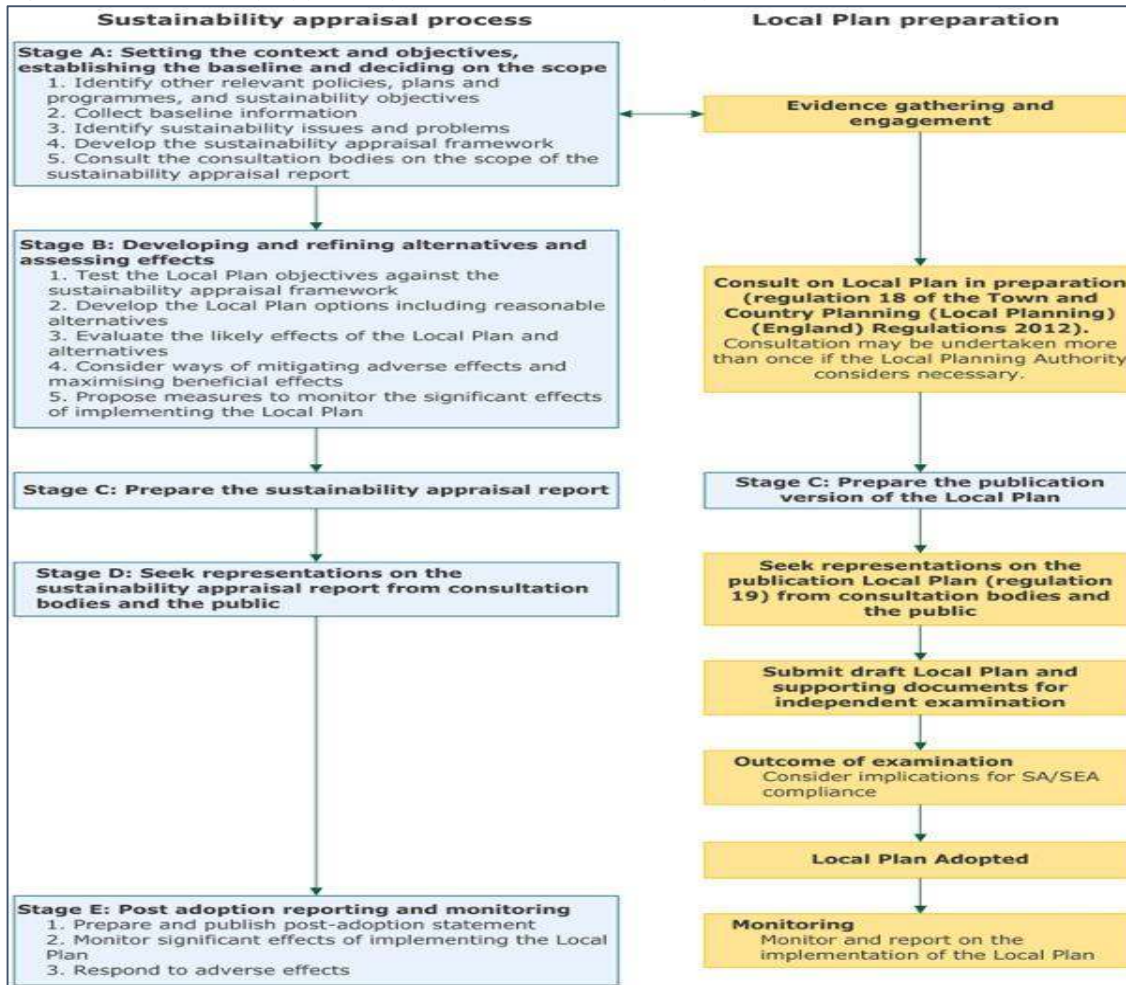 Sustainability appraisal process
Stage A: Setting the context and objectives,
establishing the baseline and deciding on the scope
1. Identify other relevant policies, plans and
programmes, and sustainability objectives
2. Collect baseline information
3. Identify sustainability issues and problems
4. Develop the sustainability appraisal framework
5. Consult the consultation bodies on the scope of the
sustainability appraisal report
Stage B: Developing and refining alternatives and
assessing effects
1. Test the Local Plan objectives against the
sustainability appraisal framework
2. Develop the Local Plan options including reasonable
alternatives
3. Evaluate the likely effects of the Local Plan and
alternatives
4. Consider ways of mitigating adverse effects and
maximising beneficial effects
5. Propose measures to monitor the significant effects
of implementing the Local Plan
Stage C: Prepare the sustainability appraisal report
Stage D: Seek representations on the
sustainability appraisal report from consultation
bodies and the public
Stage E: Post adoption reporting and monitoring
1. Prepare and publish post-adoption statement
2. Monitor significant effects of implementing the Local
Plan
3. Respond to adverse effects
Local Plan preparation
Evidence gathering and
engagement
Consult on Local Plan in preparation
(regulation 18 of the Town and
Country Planning (Local Planning)
(England) Regulations 2012).
Consultation may be undertaken more
than once if the Local Planning Authority
considers necessary.
Stage C: Prepare the publication
version of the Local Plan
Seek representations on the
publication Local Plan (regulation
19) from consultation bodies and
the public
Submit draft Local Plan and
supporting documents for
independent examination
Outcome of examination
Consider implications for SA/SEA
compliance
Local Plan Adopted
Monitoring
Monitor and report on the
implementation of the Local Plan